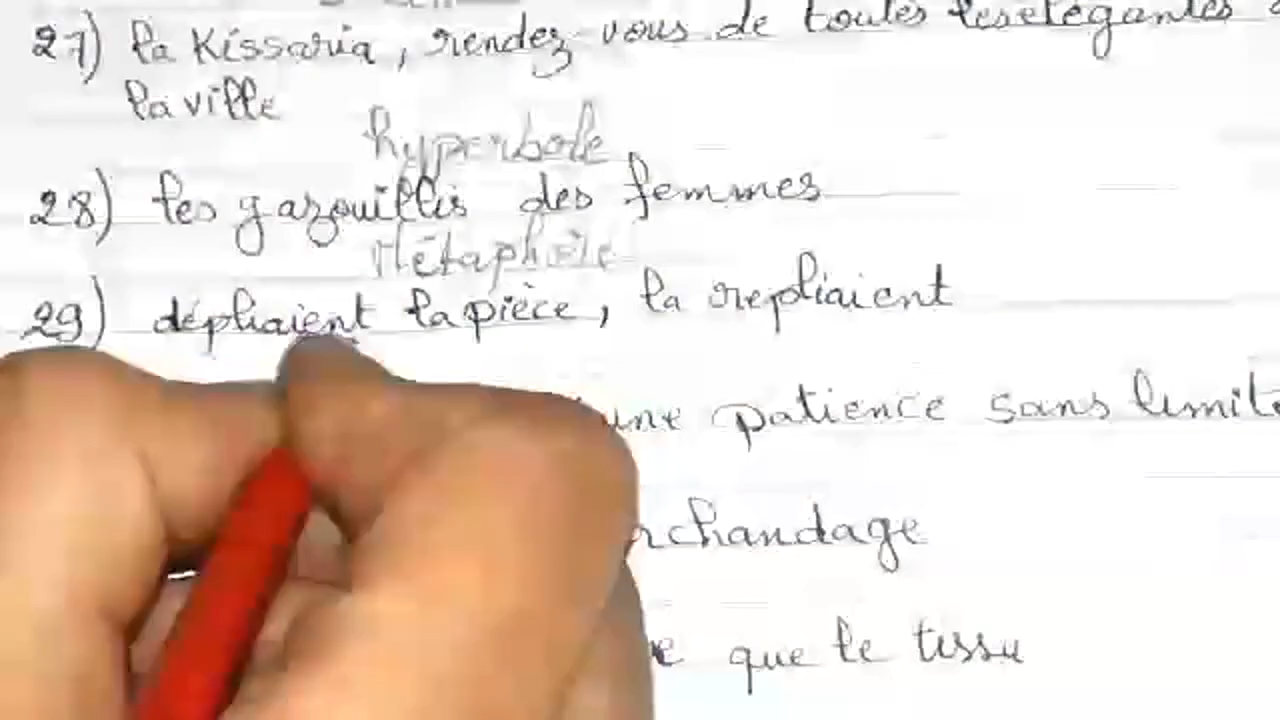 27) la Kissaria, rendez-vous de toutes les elégantes
la ville
hyperbole
28) les gazouillis des femmes
Métaphore
29) dépliaient la pièce, la repliaient
une patience sans limite
rchandage
que le tissu